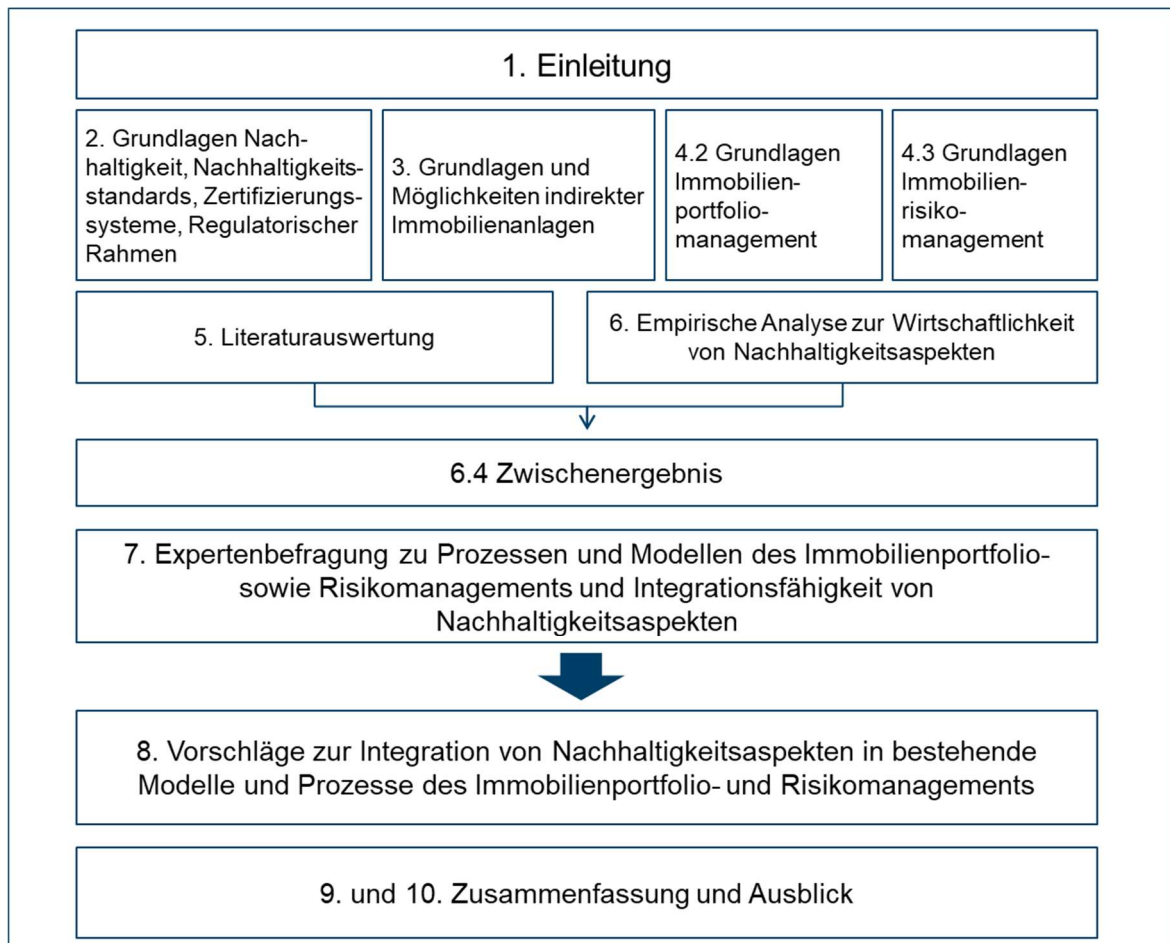 1. Einleitung
2. Grundlagen Nach-
haltigkeit, Nachhaltigkeits-
standards, Zertifizierungs-
systeme, Regulatorischer
Rahmen
3. Grundlagen und
Möglichkeiten indirekter
Immobilienanlagen
4.2 Grundlagen
Immobilien-
portfolio-
management
4.3 Grundlagen
Immobilien-
risiko-
management
5. Literaturauswertung
6. Empirische Analyse zur Wirtschaftlichkeit
von Nachhaltigkeitsaspekten
6.4 Zwischenergebnis
7. Expertenbefragung zu Prozessen und Modellen des Immobilienportfolio-
sowie Risikomanagements und Integrationsfähigkeit von
Nachhaltigkeitsaspekten
8. Vorschläge zur Integration von Nachhaltigkeitsaspekten in bestehende
Modelle und Prozesse des Immobilienportfolio- und Risikomanagements
9. und 10. Zusammenfassung und Ausblick